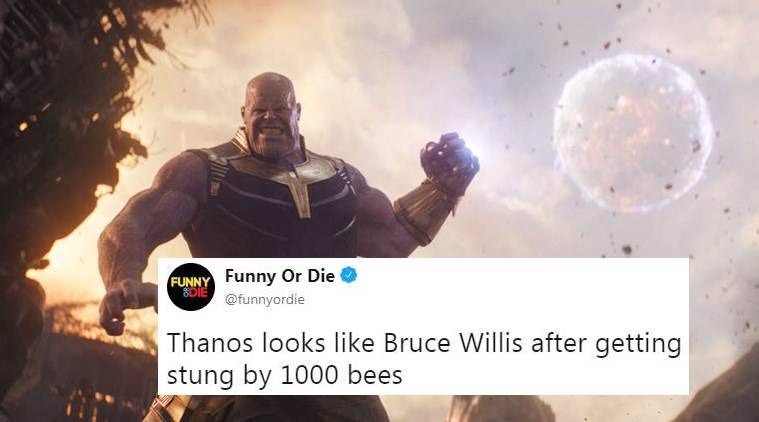 FUNNY
OR
DIE
Funny Or Die
@funnyordie
Thanos looks like Bruce Willis after getting
stung by 1000 bees